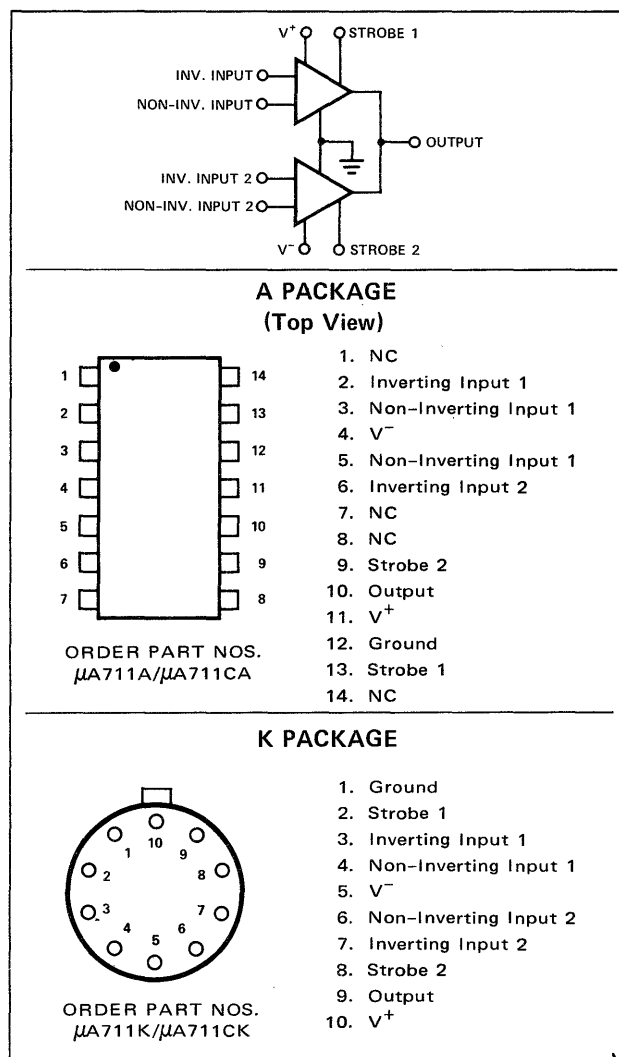 V+ STROBE 1
INV. INPUT
NON-INV. INPUT
OUTPUT
INV. INPUT 2
NON-INV. INPUT 2
V- STROBE 2
A PACKAGE
(Top View)
1 14
2 13
3 12
4 11
5 10
6 9
7 8
ORDER PART NOS.
μA711A/μA711CA
1. NC
2. Inverting Input 1
3. Non-Inverting Input 1
4. V-
5. Non-Inverting Input 1
6. Inverting Input 2
7. NC
8. NC
9. Strobe 2
10. Output
11. V+
12. Ground
13. Strobe 1
14. NC
K PACKAGE
10
1 9
2 8
3 7
4 6
5
ORDER PART NOS.
μA711K/μA711CK
1. Ground
2. Strobe 1
3. Inverting Input 1
4. Non-Inverting Input 1
5. V-
6. Non-Inverting Input 2
7. Inverting Input 2
8. Strobe 2
9. Output
10. V+